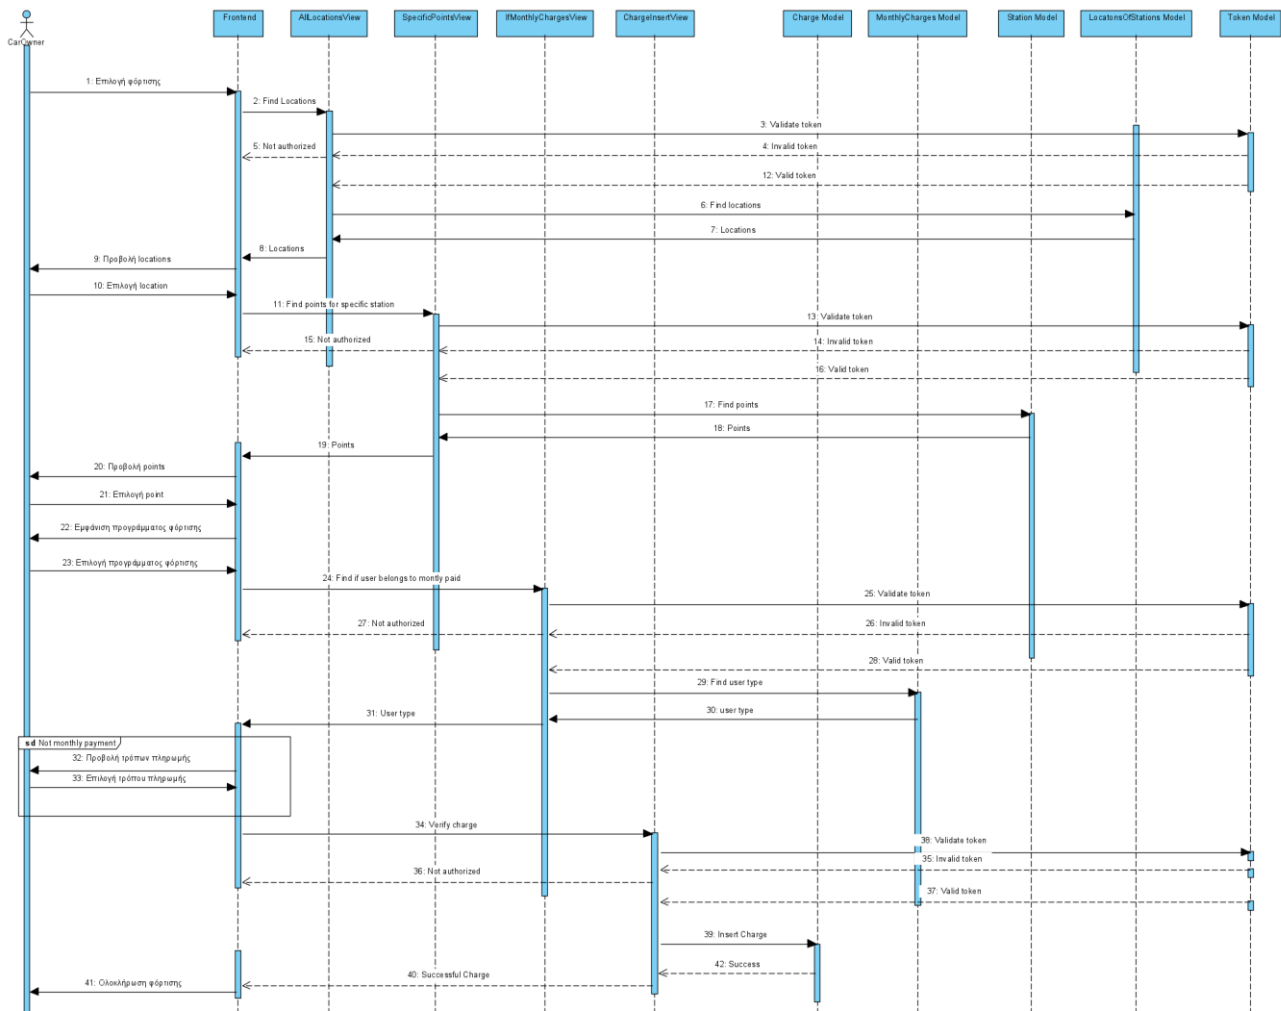 CarOwner
Frontend
AllLocationsView
SpecificPointsView
IfMonthlyChargesView
ChargeInsertView
Charge Model
MonthlyCharges Model
Station Model
LocatonsOfStations Model
Token Model
1: Επιλογή φόρτισης
2: Find Locations
3: Validate token
4: Invalid token
5: Not authorized
12: Valid token
6: Find locations
7: Locations
8: Locations
9: Προβολή locations
10: Επιλογή location
11: Find points for specific station
13: Validate token
14: Invalid token
15: Not authorized
16: Valid token
17: Find points
18: Points
19: Points
20: Προβολή points
21: Επιλογή point
22: Εμφάνιση προγράμματος φόρτισης
23: Επιλογή προγράμματος φόρτισης
24: Find if user belongs to montly paid
25: Validate token
26: Invalid token
27: Not authorized
28: Valid token
29: Find user type
30: user type
31: User type
sd Not monthly payment
32: Προβολή τρόπων πληρωμής
33: Επιλογή τρόπου πληρωμής
34: Verify charge
38: Validate token
35: Invalid token
36: Not authorized
37: Valid token
39: Insert Charge
42: Success
40: Successful Charge
41: Ολοκλήρωση φόρτισης